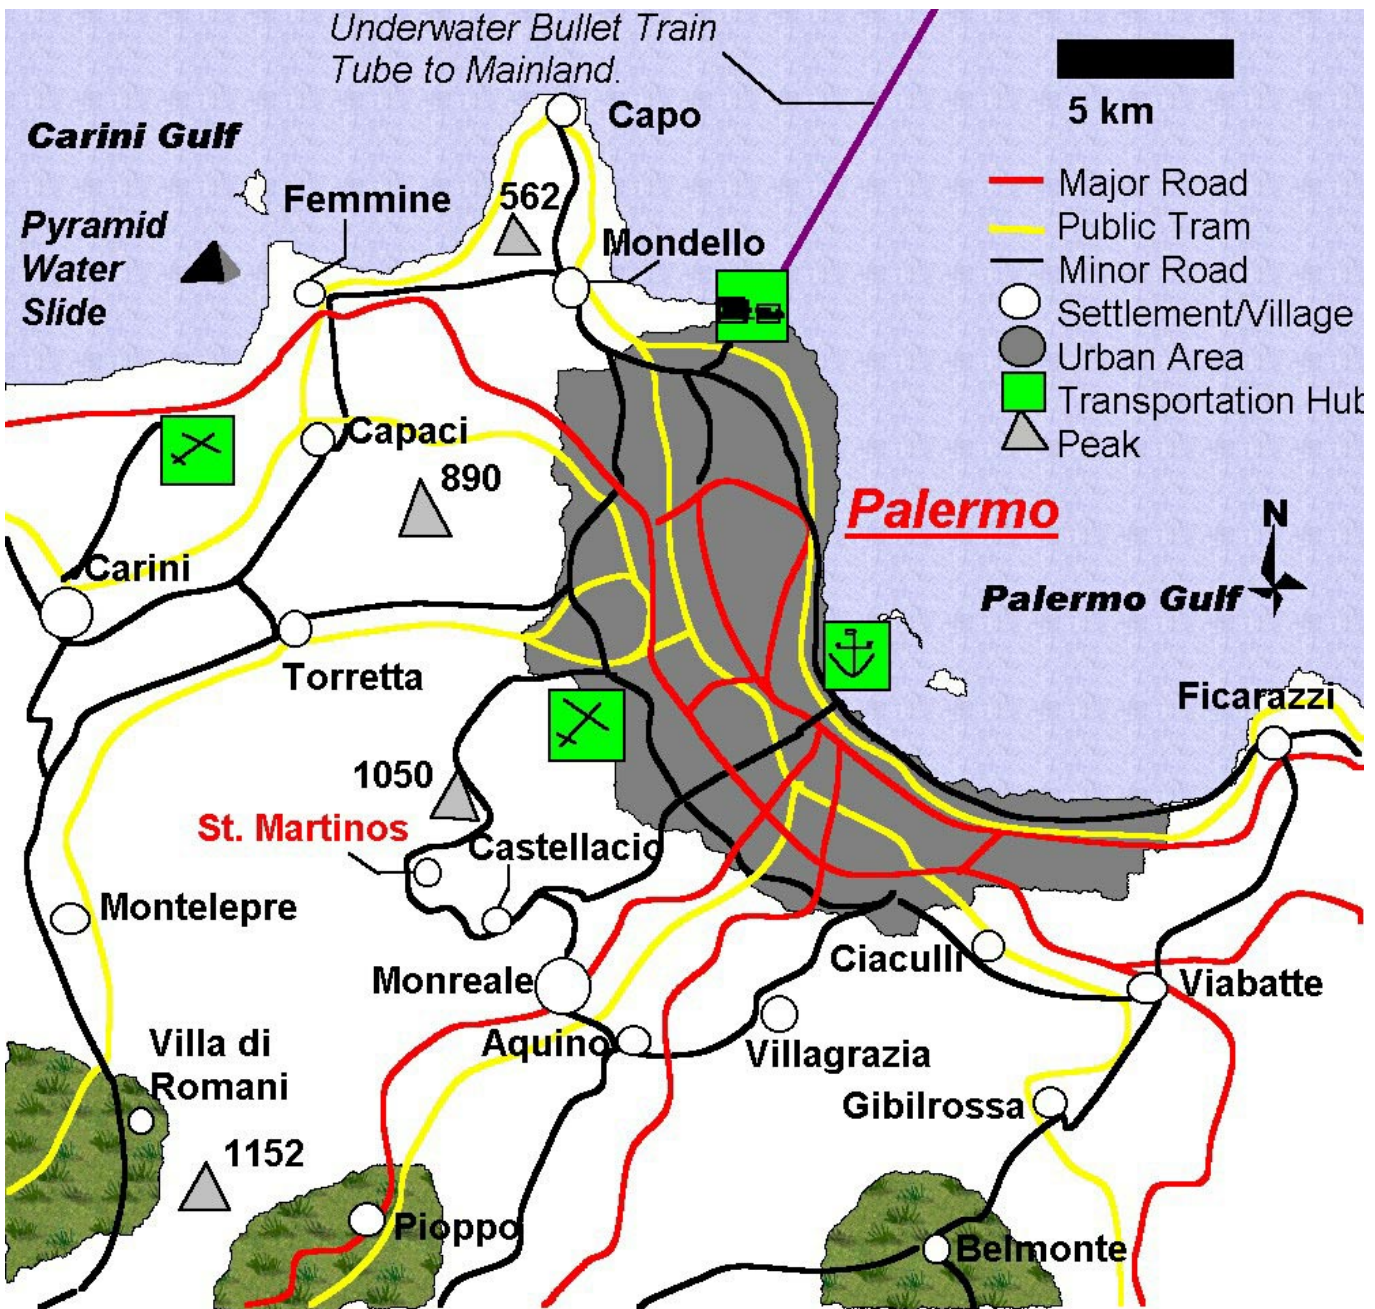 Underwater Bullet Train
Tube to Mainland.
5 km
Capo
Carini Gulf
Major Road
Femmine
562
Public Tram
Pyramid
Water
Slide
Mondello
Minor Road
Settlement/Village
Urban Area
Transportation Hub
Capaci
Peak
890
Palermo
N
Carini
Palermo Gulf
Torretta
Ficarazzi
1050
St. Martinos
Castellacio
Montelepre
Ciaculli
Monreale
Viabatte
Villa di
Romani
Aquino
Villagrazia
Gibilrossa
1152
Pioppo
Belmonte